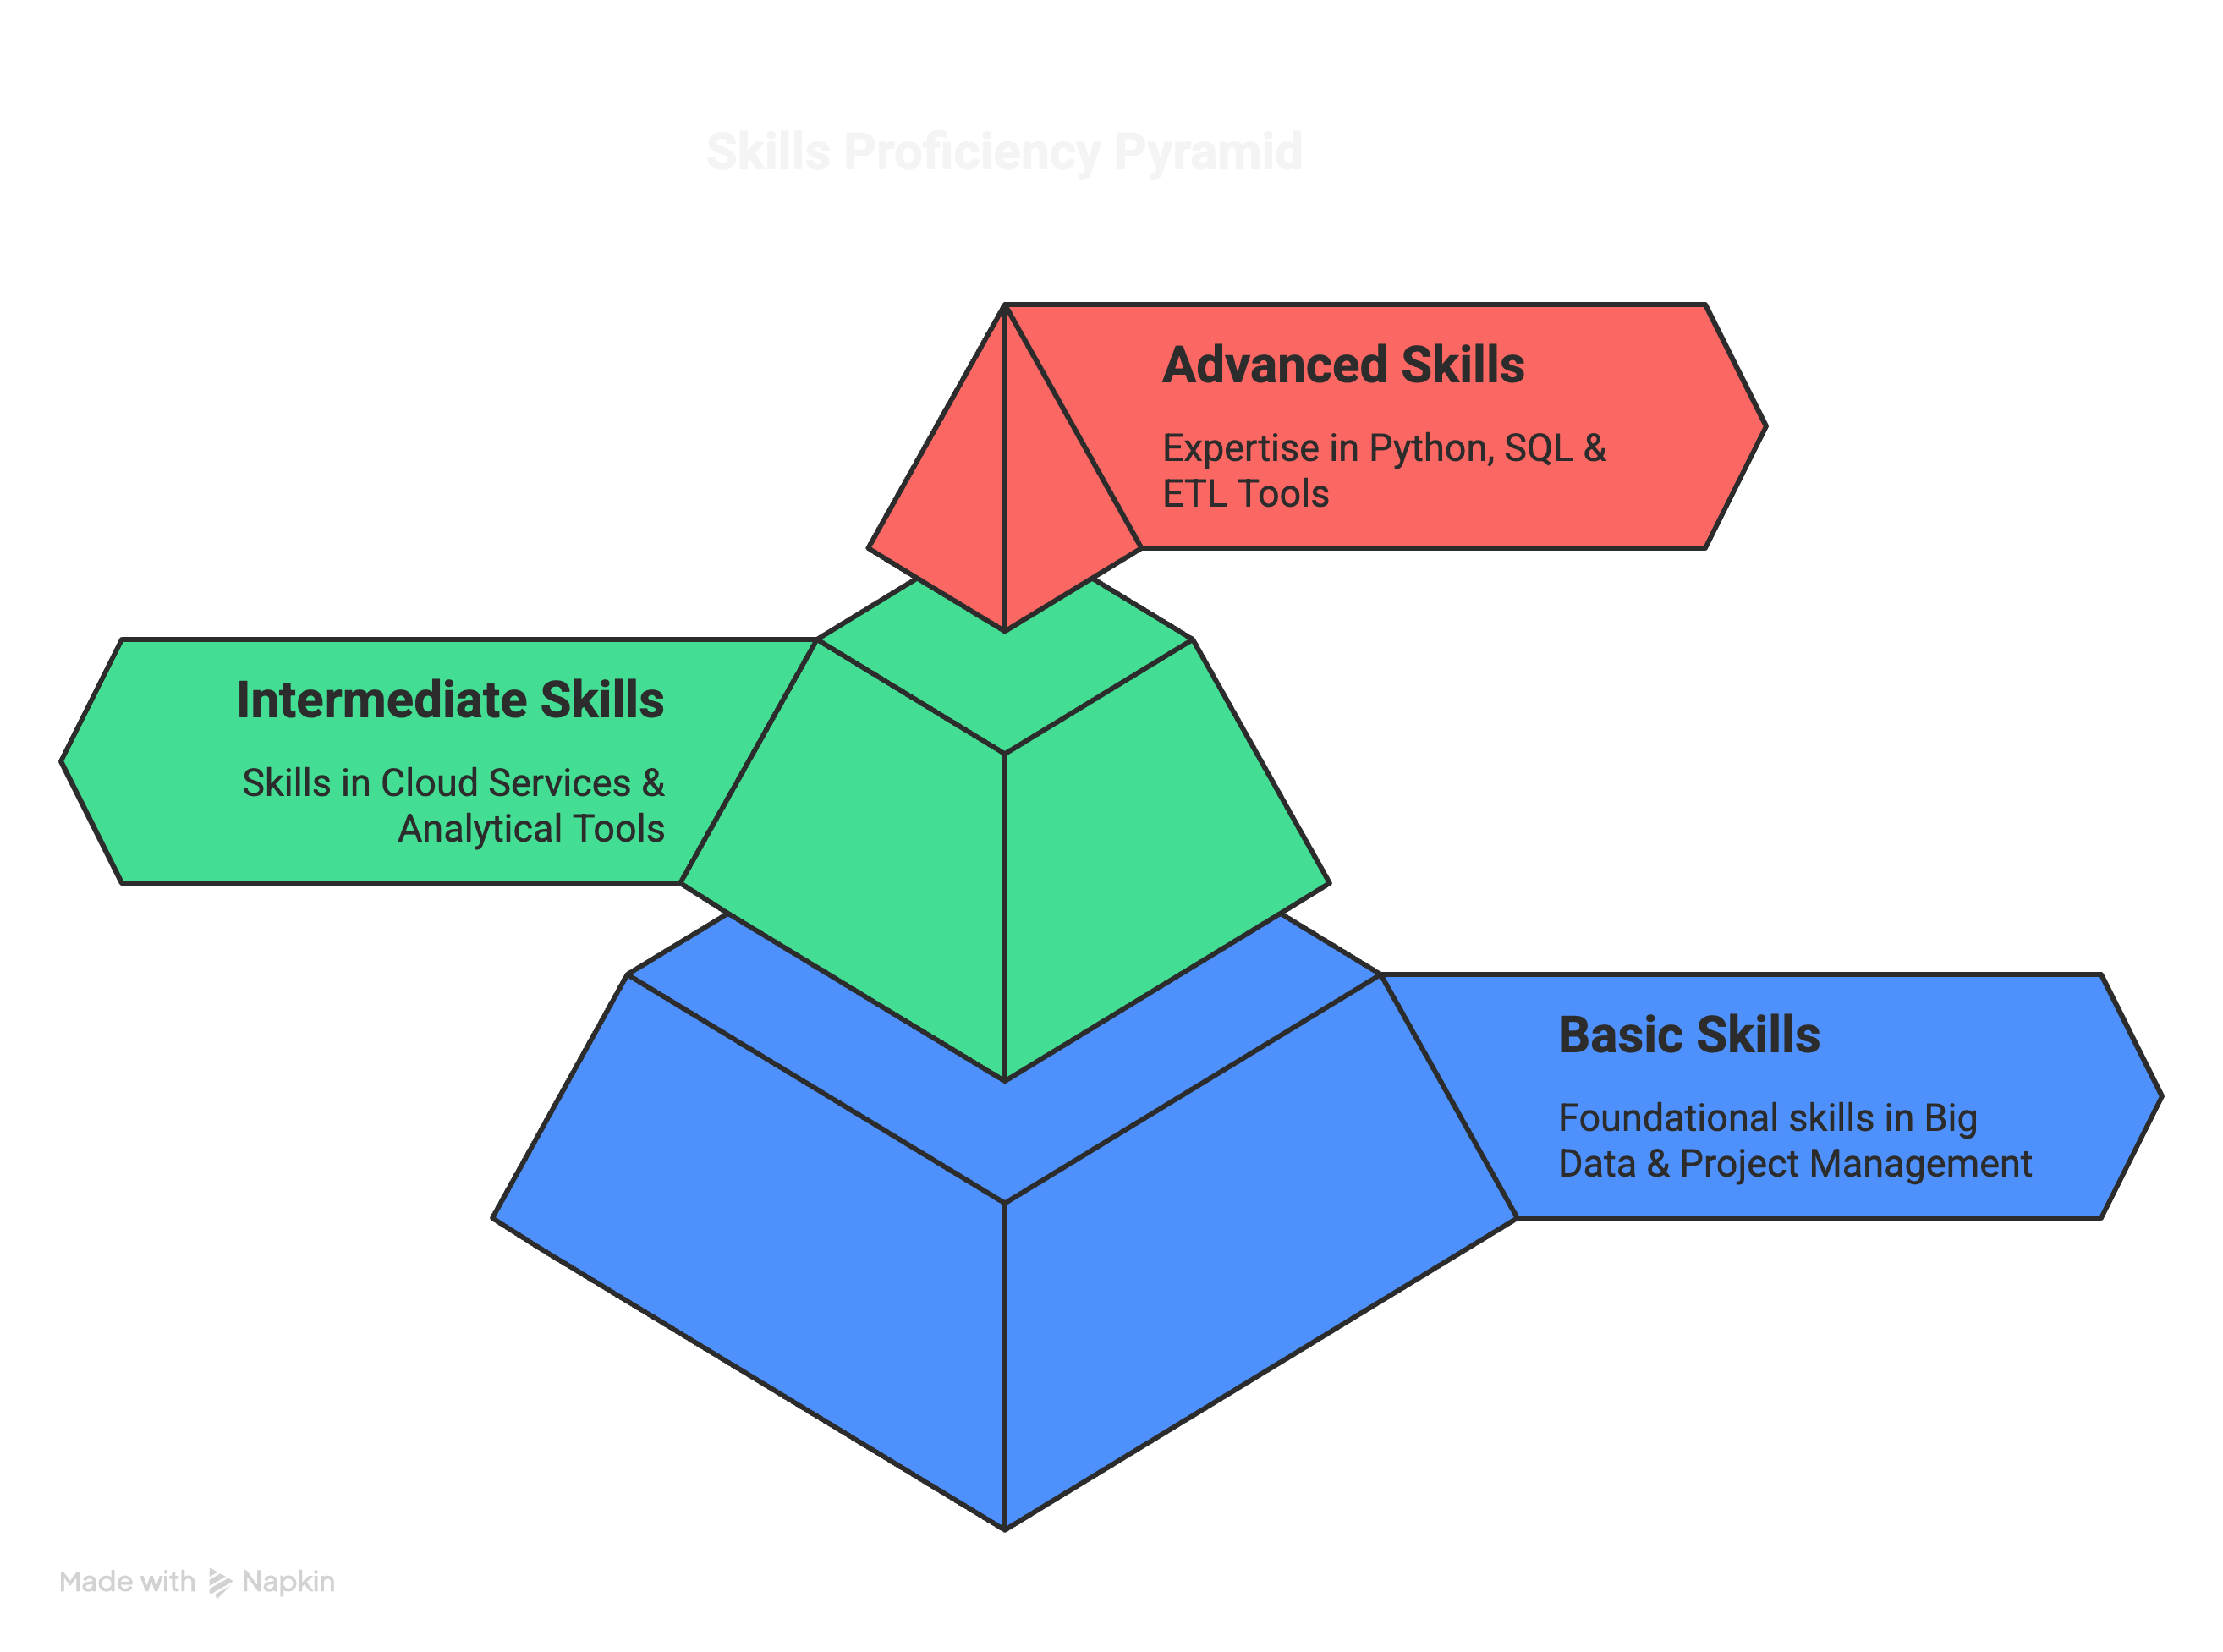 Skills Proficiency Pyramid
Advanced Skills
Expertise in Python, SQL &
ETL Tools
Intermediate Skills
Skills in Cloud Services &
Analytical Tools
Basic Skills
Foundational skills in Big
Data & Project Management
Made with Napkin